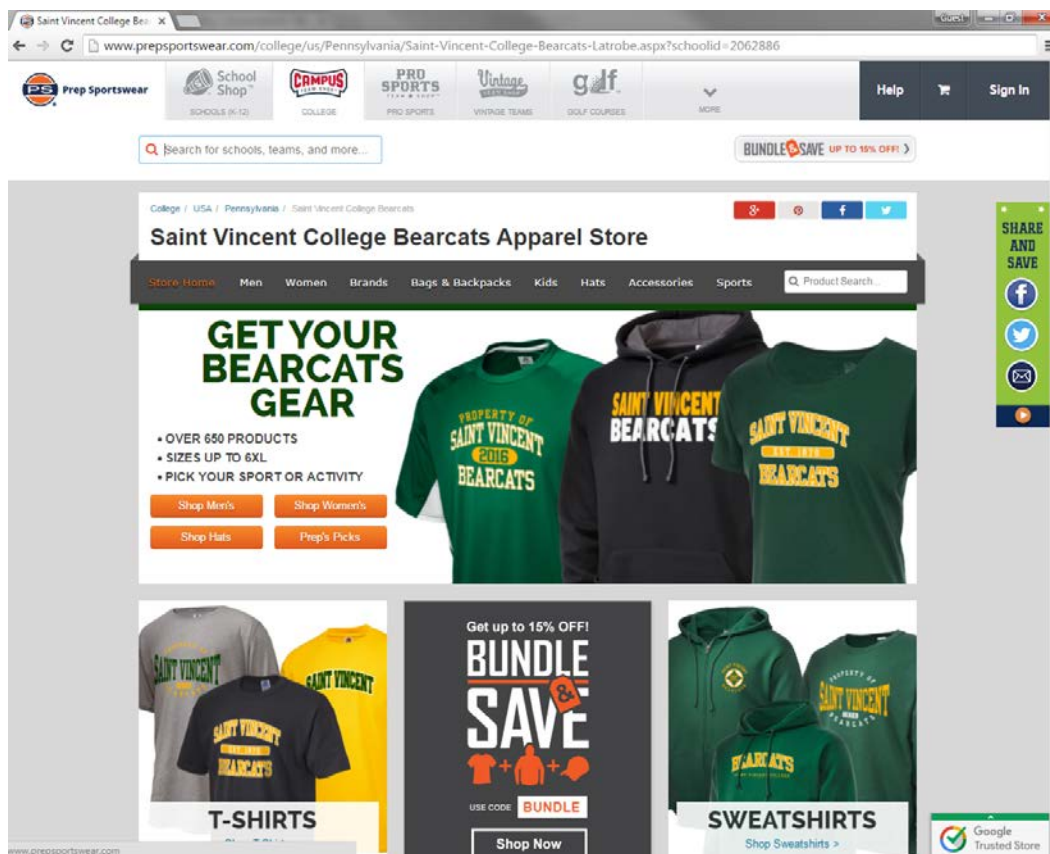 Saint Vincent College Bea
Guest
www.prepsportswear.com/college/us/Pennsylvania/Saint-Vincent-College-Bearcats-Latrobe.aspx?schoolid=2062886
PS Prep Sportswear
School Shop™
SCHOOLS (K-12)
CAMPUS
TEAM SHOP
COLLEGE
PRO SPORTS
TEAM SHOP
PRO SPORTS
Vintage
VINTAGE TEAMS
golf
GOLF COURSES
MORE
Help
Sign In
Search for schools, teams, and more...
BUNDLE & SAVE UP TO 15% OFF!
College / USA / Pennsylvania / Saint Vincent College Bearcats
Saint Vincent College Bearcats Apparel Store
Store Home Men Women Brands Bags & Backpacks Kids Hats Accessories Sports Product Search...
SHARE
AND
SAVE
GET YOUR
BEARCATS
GEAR
• OVER 650 PRODUCTS
• SIZES UP TO 6XL
• PICK YOUR SPORT OR ACTIVITY
Shop Men's Shop Women's
Shop Hats Prep's Picks
PROPERTY OF
SAINT VINCENT
2016
BEARCATS
SAINT VINCENT
BEARCATS
SAINT VINCENT
EST. 1870
BEARCATS
PROPERTY OF
SAINT VINCENT
SAINT VINCENT
SAINT VINCENT
EST. 1870
BEARCATS
T-SHIRTS
Get up to 15% OFF!
BUNDLE
&
SAVE
USE CODE BUNDLE
Shop Now
PROPERTY OF
SAINT VINCENT
BEARCATS
BEARCATS
SWEATSHIRTS
Shop Sweatshirts >
Google
Trusted Store
www.prepsportswear.com